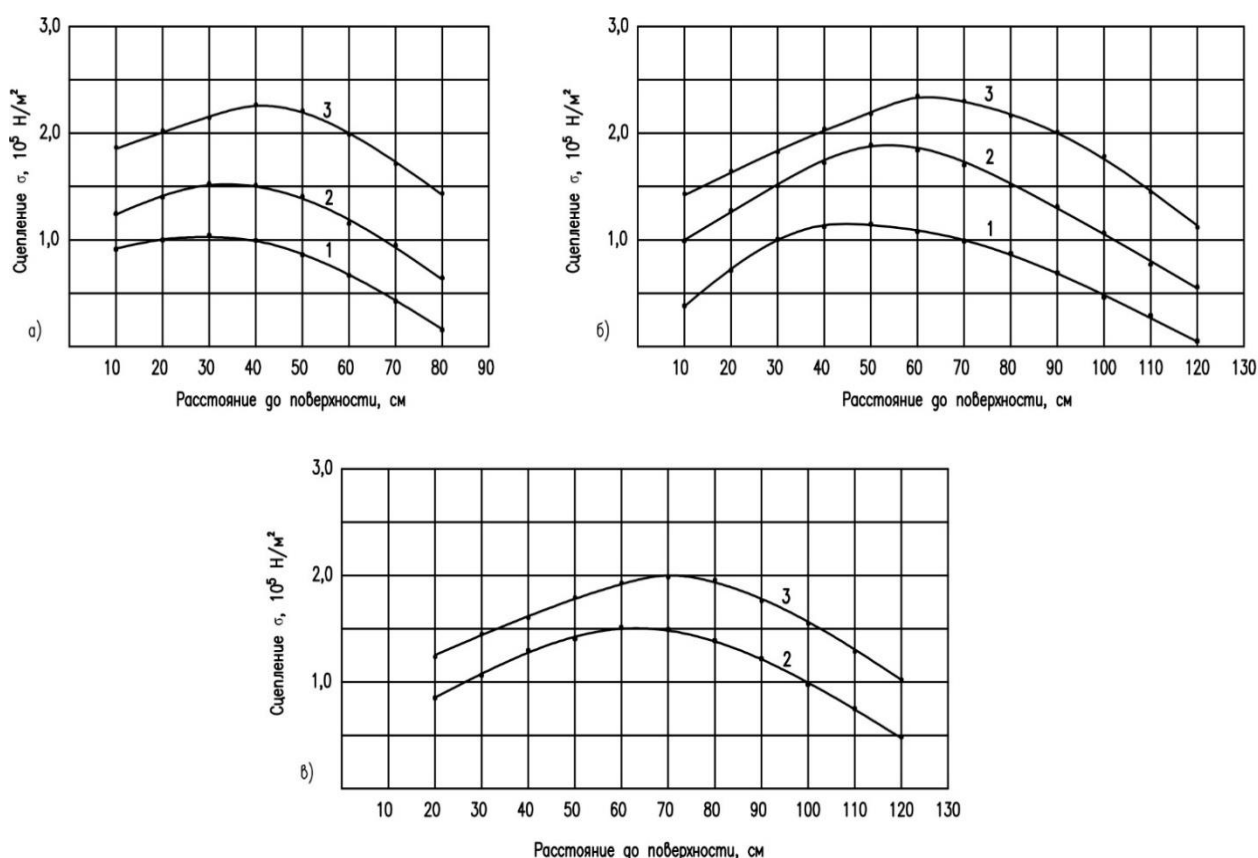 3,0
2,0
1,0
Сцепление σ, 10⁵ Н/м²
3
2
1
а)
10 20 30 40 50 60 70 80 90
Расстояние до поверхности, см
3,0
2,0
1,0
Сцепление σ, 10⁵ Н/м²
3
2
1
б)
10 20 30 40 50 60 70 80 90 100 110 120 130
Расстояние до поверхности, см
3,0
2,0
1,0
Сцепление σ, 10⁵ Н/м²
3
2
в)
10 20 30 40 50 60 70 80 90 100 110 120 130
Расстояние до поверхности, см